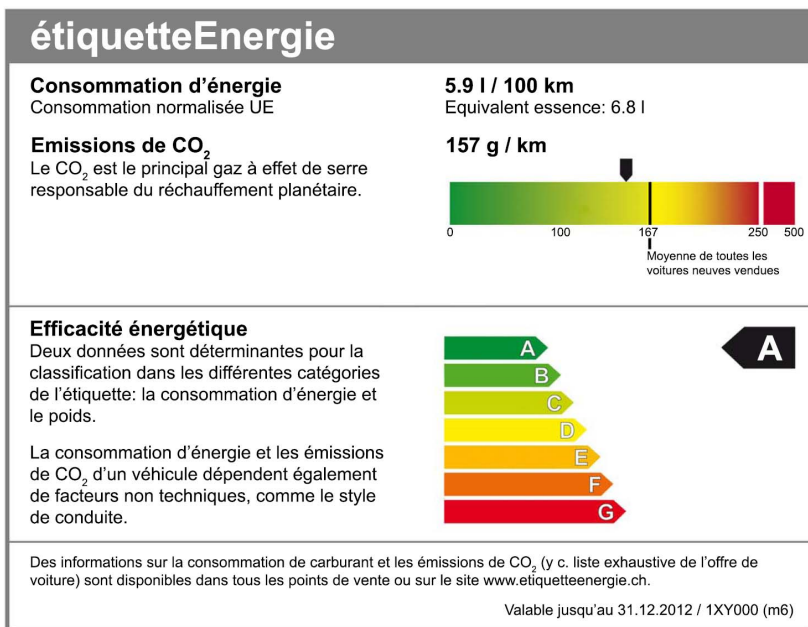 étiquetteEnergie
Consommation d’énergie
Consommation normalisée UE
5.9 l / 100 km
Equivalent essence: 6.8 l
Emissions de CO₂
Le CO₂ est le principal gaz à effet de serre
responsable du réchauffement planétaire.
157 g / km
0 100 167 250 500
Moyenne de toutes les
voitures neuves vendues
Efficacité énergétique
Deux données sont déterminantes pour la
classification dans les différentes catégories
de l’étiquette: la consommation d’énergie et
le poids.
La consommation d’énergie et les émissions
de CO₂ d’un véhicule dépendent également
de facteurs non techniques, comme le style
de conduite.
A
B
C
D
E
F
G
A
Des informations sur la consommation de carburant et les émissions de CO₂ (y c. liste exhaustive de l’offre de
voiture) sont disponibles dans tous les points de vente ou sur le site www.etiquetteenergie.ch.
Valable jusqu’au 31.12.2012 / 1XY000 (m6)